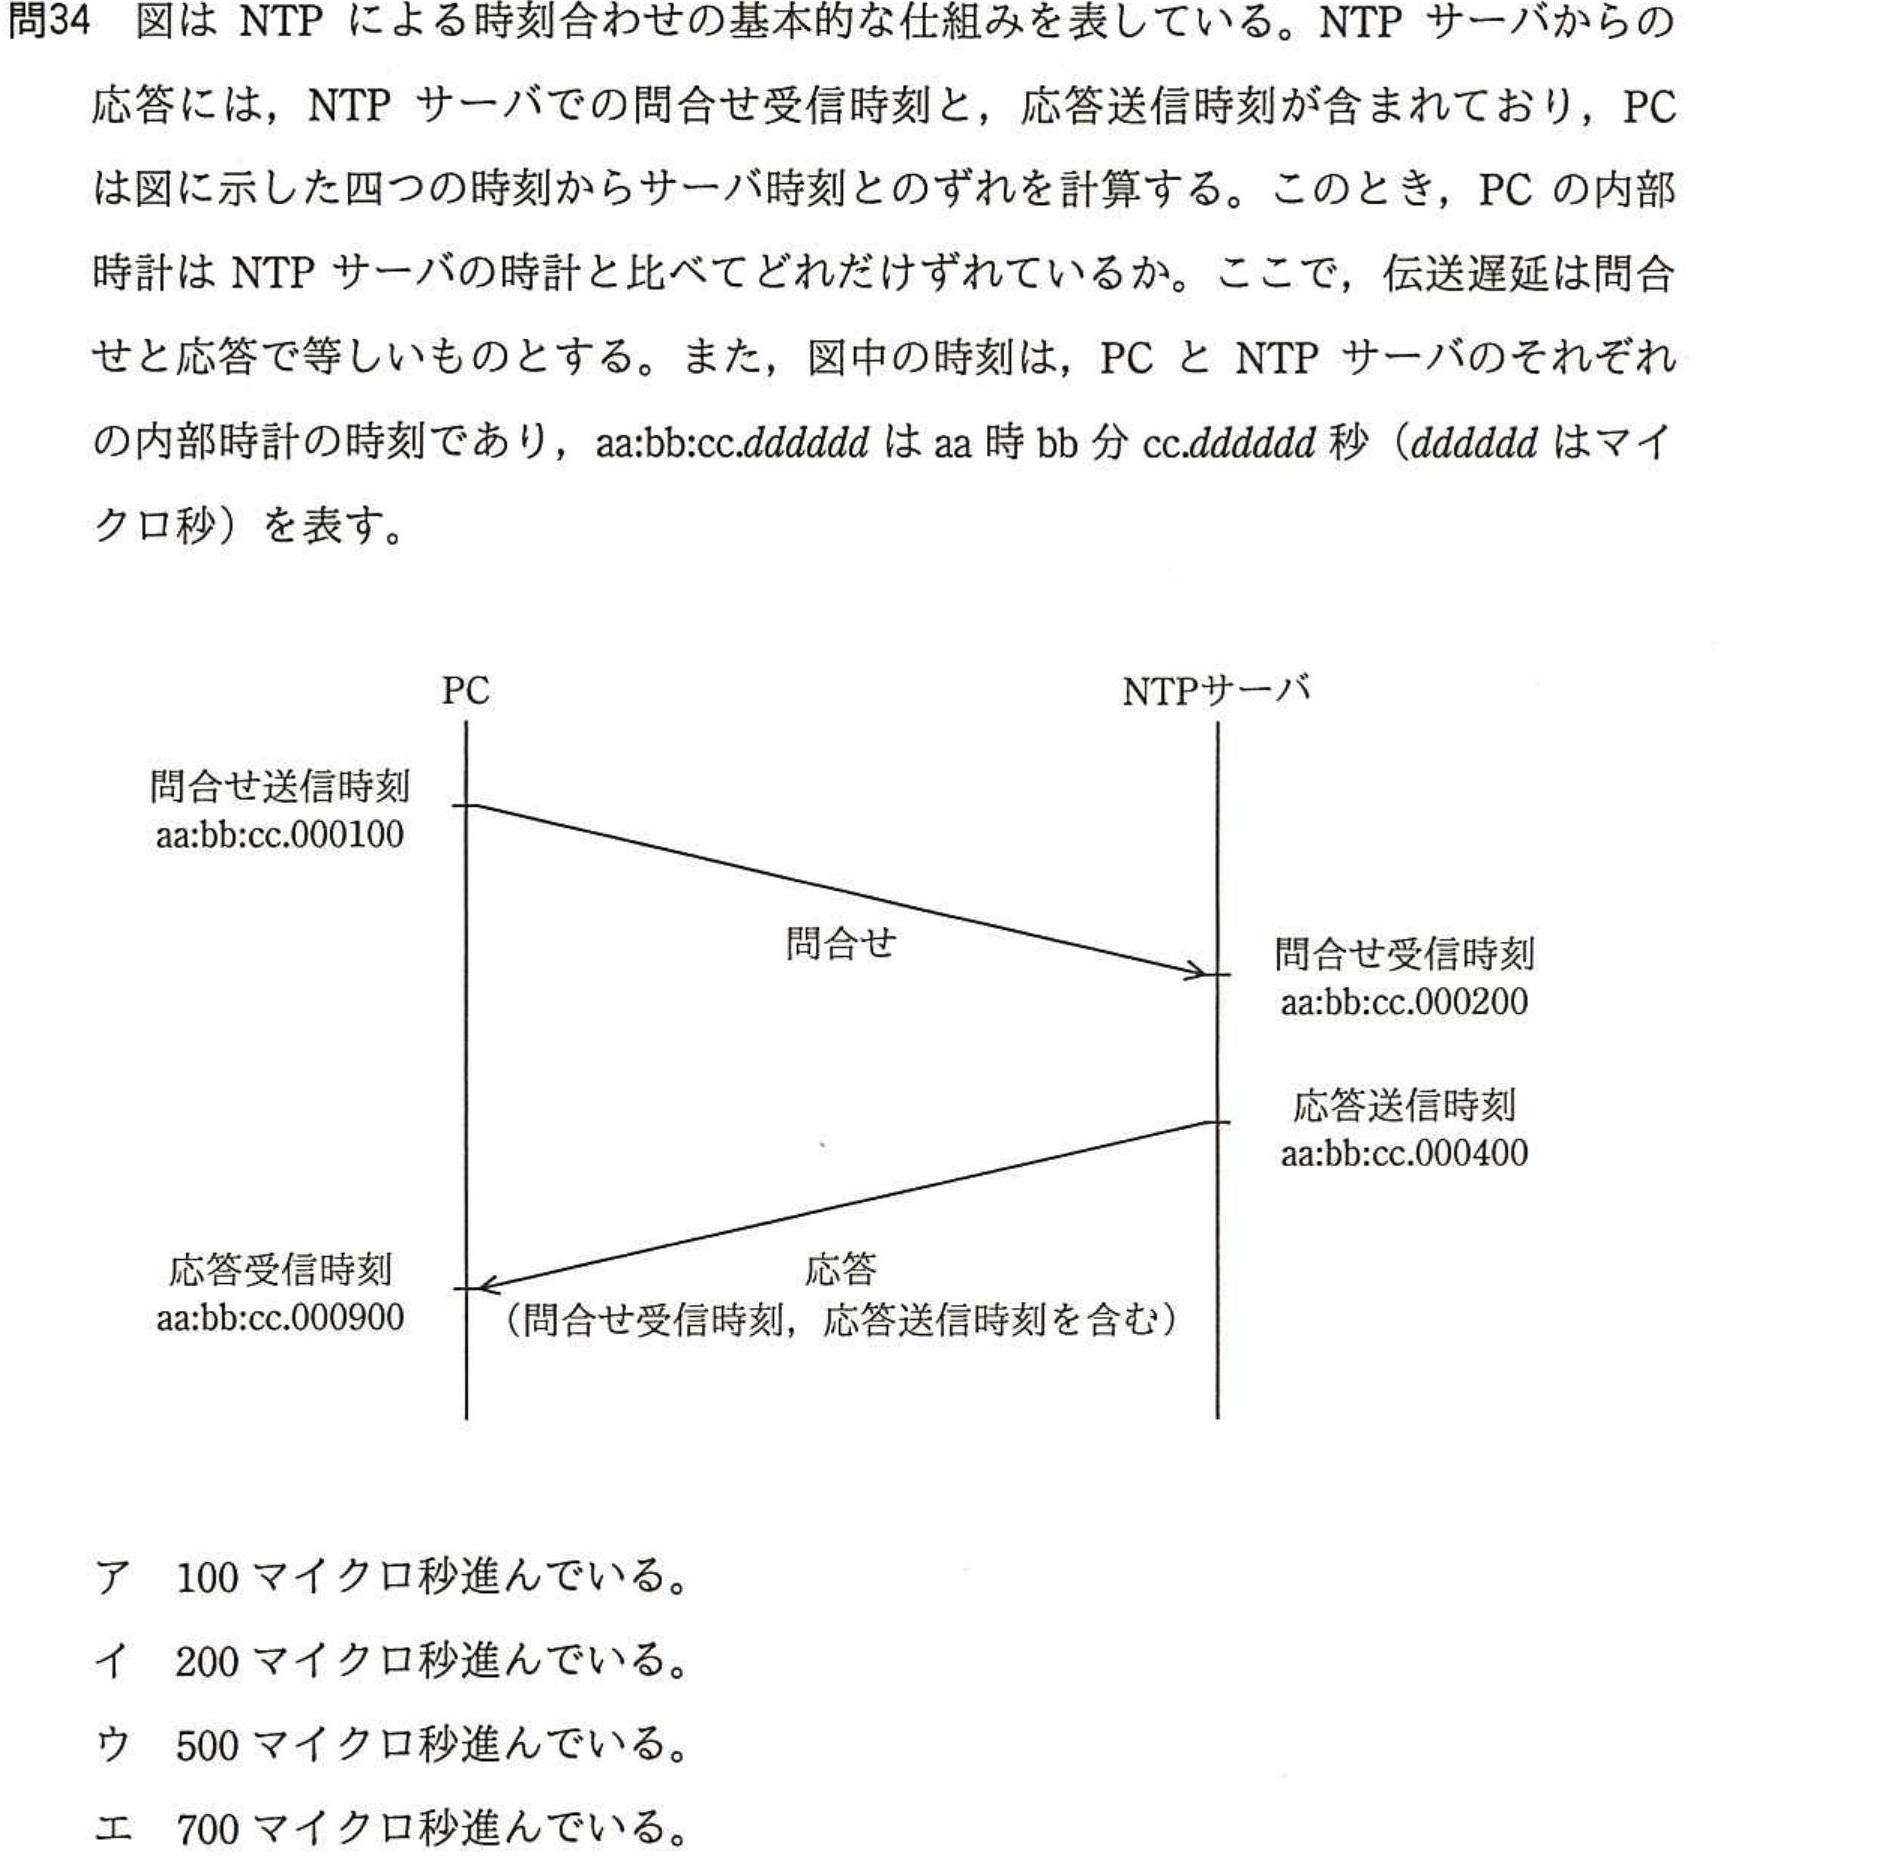 問34 図は NTP による時刻合わせの基本的な仕組みを表している。NTP サーバからの
応答には，NTP サーバでの問合せ受信時刻と，応答送信時刻が含まれており，PC
は図に示した四つの時刻からサーバ時刻とのずれを計算する。このとき，PC の内部
時計は NTP サーバの時計と比べてどれだけずれているか。ここで，伝送遅延は問合
せと応答で等しいものとする。また，図中の時刻は，PC と NTP サーバのそれぞれ
の内部時計の時刻であり，aa:bb:cc.dddddd は aa 時 bb 分 cc.dddddd 秒（dddddd はマイ
クロ秒）を表す。
PC
NTPサーバ
問合せ送信時刻
aa:bb:cc.000100
問合せ
問合せ受信時刻
aa:bb:cc.000200
応答送信時刻
aa:bb:cc.000400
応答受信時刻
aa:bb:cc.000900
応答
（問合せ受信時刻，応答送信時刻を含む）
ア 100 マイクロ秒進んでいる。
イ 200 マイクロ秒進んでいる。
ウ 500 マイクロ秒進んでいる。
エ 700 マイクロ秒進んでいる。